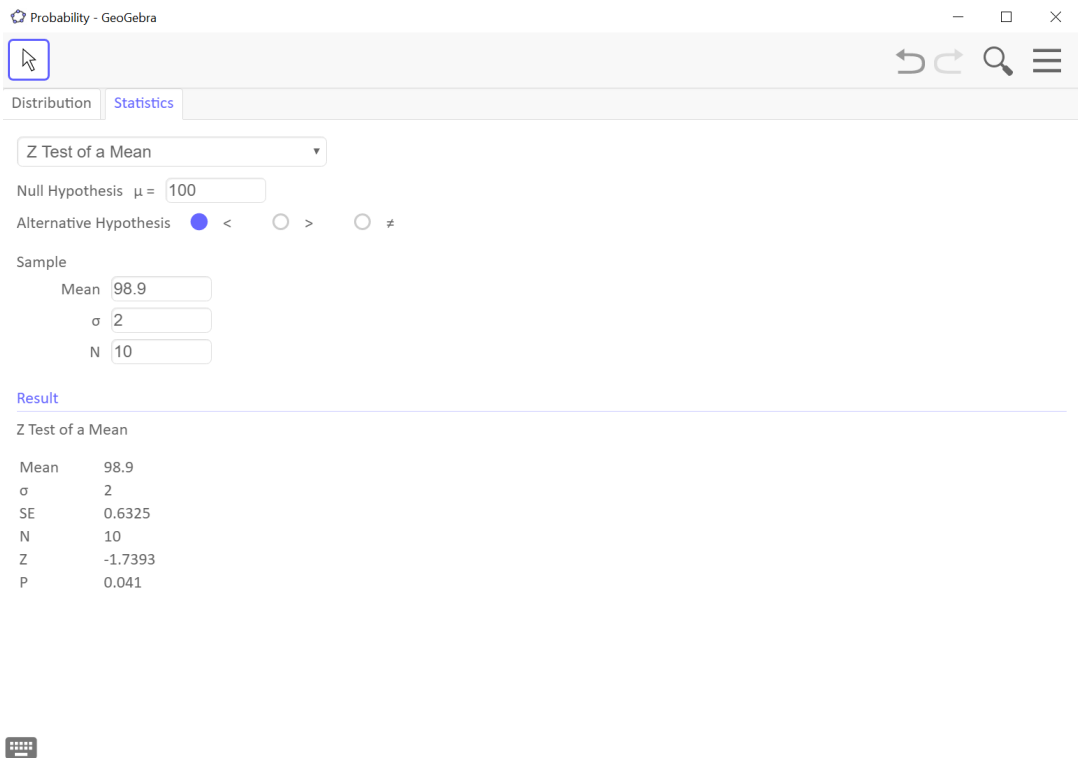 Probability - GeoGebra
Distribution Statistics
Z Test of a Mean
Null Hypothesis μ = 100
Alternative Hypothesis < > ≠
Sample
Mean 98.9
σ 2
N 10
Result
Z Test of a Mean
Mean 98.9
σ 2
SE 0.6325
N 10
Z -1.7393
P 0.041